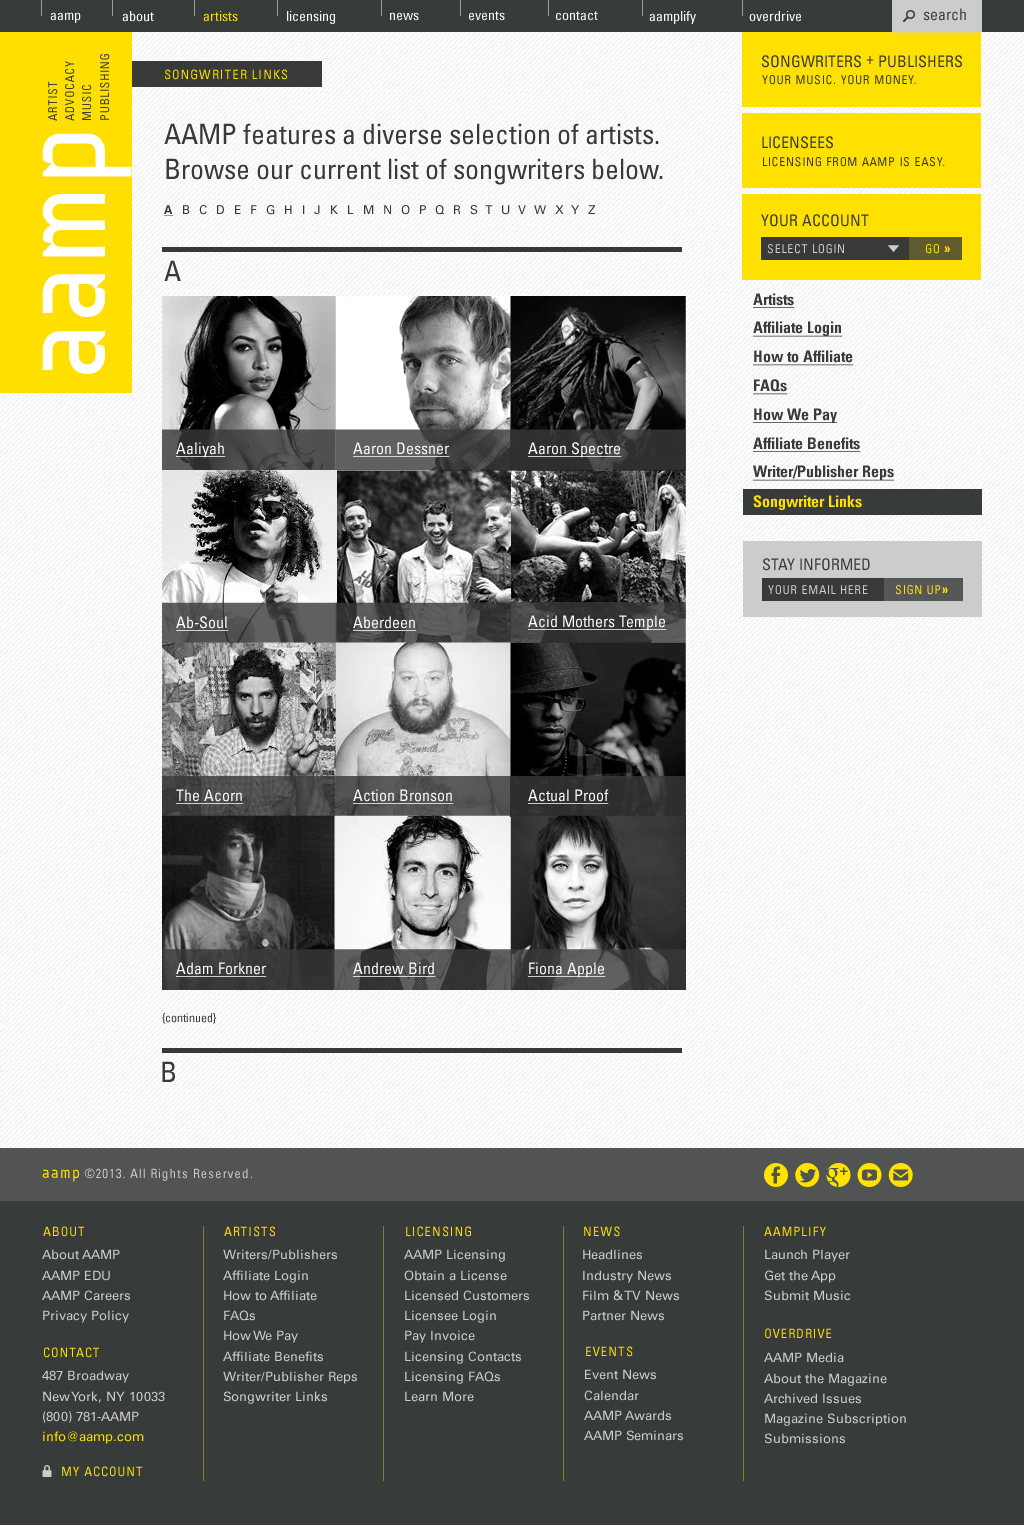 aamp
about
artists
licensing
news
events
contact
aamplify
overdrive
search
ARTIST
ADVOCACY
MUSIC
PUBLISHING
aamp
SONGWRITER LINKS
AAMP features a diverse selection of artists.
Browse our current list of songwriters below.
A B C D E F G H I J K L M N O P Q R S T U V W X Y Z
A
Aaliyah
Aaron Dessner
Aaron Spectre
Ab-Soul
Aberdeen
Acid Mothers Temple
The Acorn
Action Bronson
Actual Proof
Adam Forkner
Andrew Bird
Fiona Apple
{continued}
B
SONGWRITERS + PUBLISHERS
YOUR MUSIC. YOUR MONEY.
LICENSEES
LICENSING FROM AAMP IS EASY.
YOUR ACCOUNT
SELECT LOGIN
GO »
Artists
Affiliate Login
How to Affiliate
FAQs
How We Pay
Affiliate Benefits
Writer/Publisher Reps
Songwriter Links
STAY INFORMED
YOUR EMAIL HERE
SIGN UP»
aamp ©2013. All Rights Reserved.
ABOUT
About AAMP
AAMP EDU
AAMP Careers
Privacy Policy
CONTACT
487 Broadway
New York, NY 10033
(800) 781-AAMP
info@aamp.com
MY ACCOUNT
ARTISTS
Writers/Publishers
Affiliate Login
How to Affiliate
FAQs
How We Pay
Affiliate Benefits
Writer/Publisher Reps
Songwriter Links
LICENSING
AAMP Licensing
Obtain a License
Licensed Customers
Licensee Login
Pay Invoice
Licensing Contacts
Licensing FAQs
Learn More
NEWS
Headlines
Industry News
Film & TV News
Partner News
EVENTS
Event News
Calendar
AAMP Awards
AAMP Seminars
AAMPLIFY
Launch Player
Get the App
Submit Music
OVERDRIVE
AAMP Media
About the Magazine
Archived Issues
Magazine Subscription
Submissions